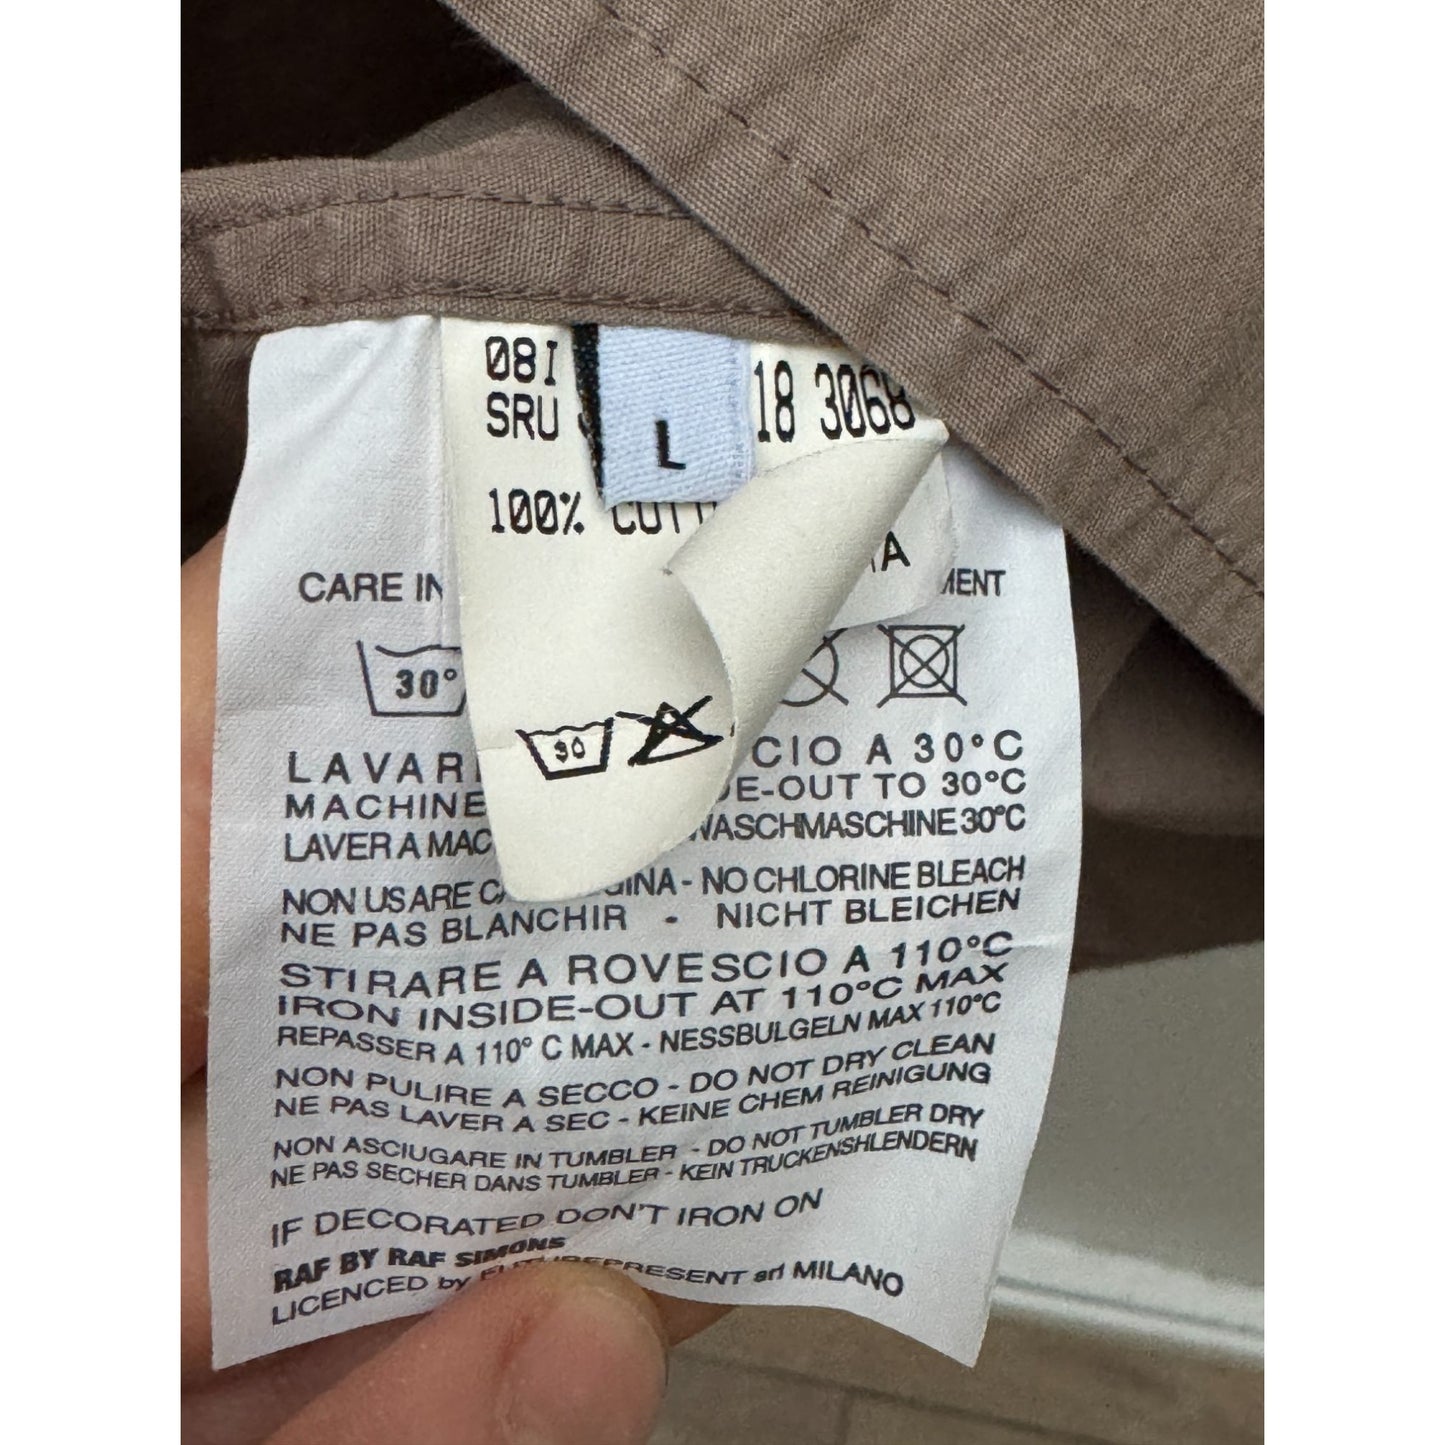 08I 18 3068
SRU
L
100%
CARE
30°
30
LAVAR CIO A 30°C
MACHINE DE-OUT TO 30°C
LAVER A MAC WASCHMASCHINE 30°C
NON USARE GINA - NO CHLORINE BLEACH
NE PAS BLANCHIR - NICHT BLEICHEN
STIRARE A ROVESCIO A 110°C
IRON INSIDE-OUT AT 110°C MAX
REPASSER A 110° C MAX - NESSBULGELN MAX 110°C
NON PULIRE A SECCO - DO NOT DRY CLEAN
NE PAS LAVER A SEC - KEINE CHEM REINIGUNG
NON ASCIUGARE IN TUMBLER - DO NOT TUMBLER DRY
NE PAS SECHER DANS TUMBLER - KEIN TRUCKENSHLENDERN
IF DECORATED DON'T IRON ON
RAF BY RAF SIMONS
LICENCED by FUTUREPRESENT srl MILANO